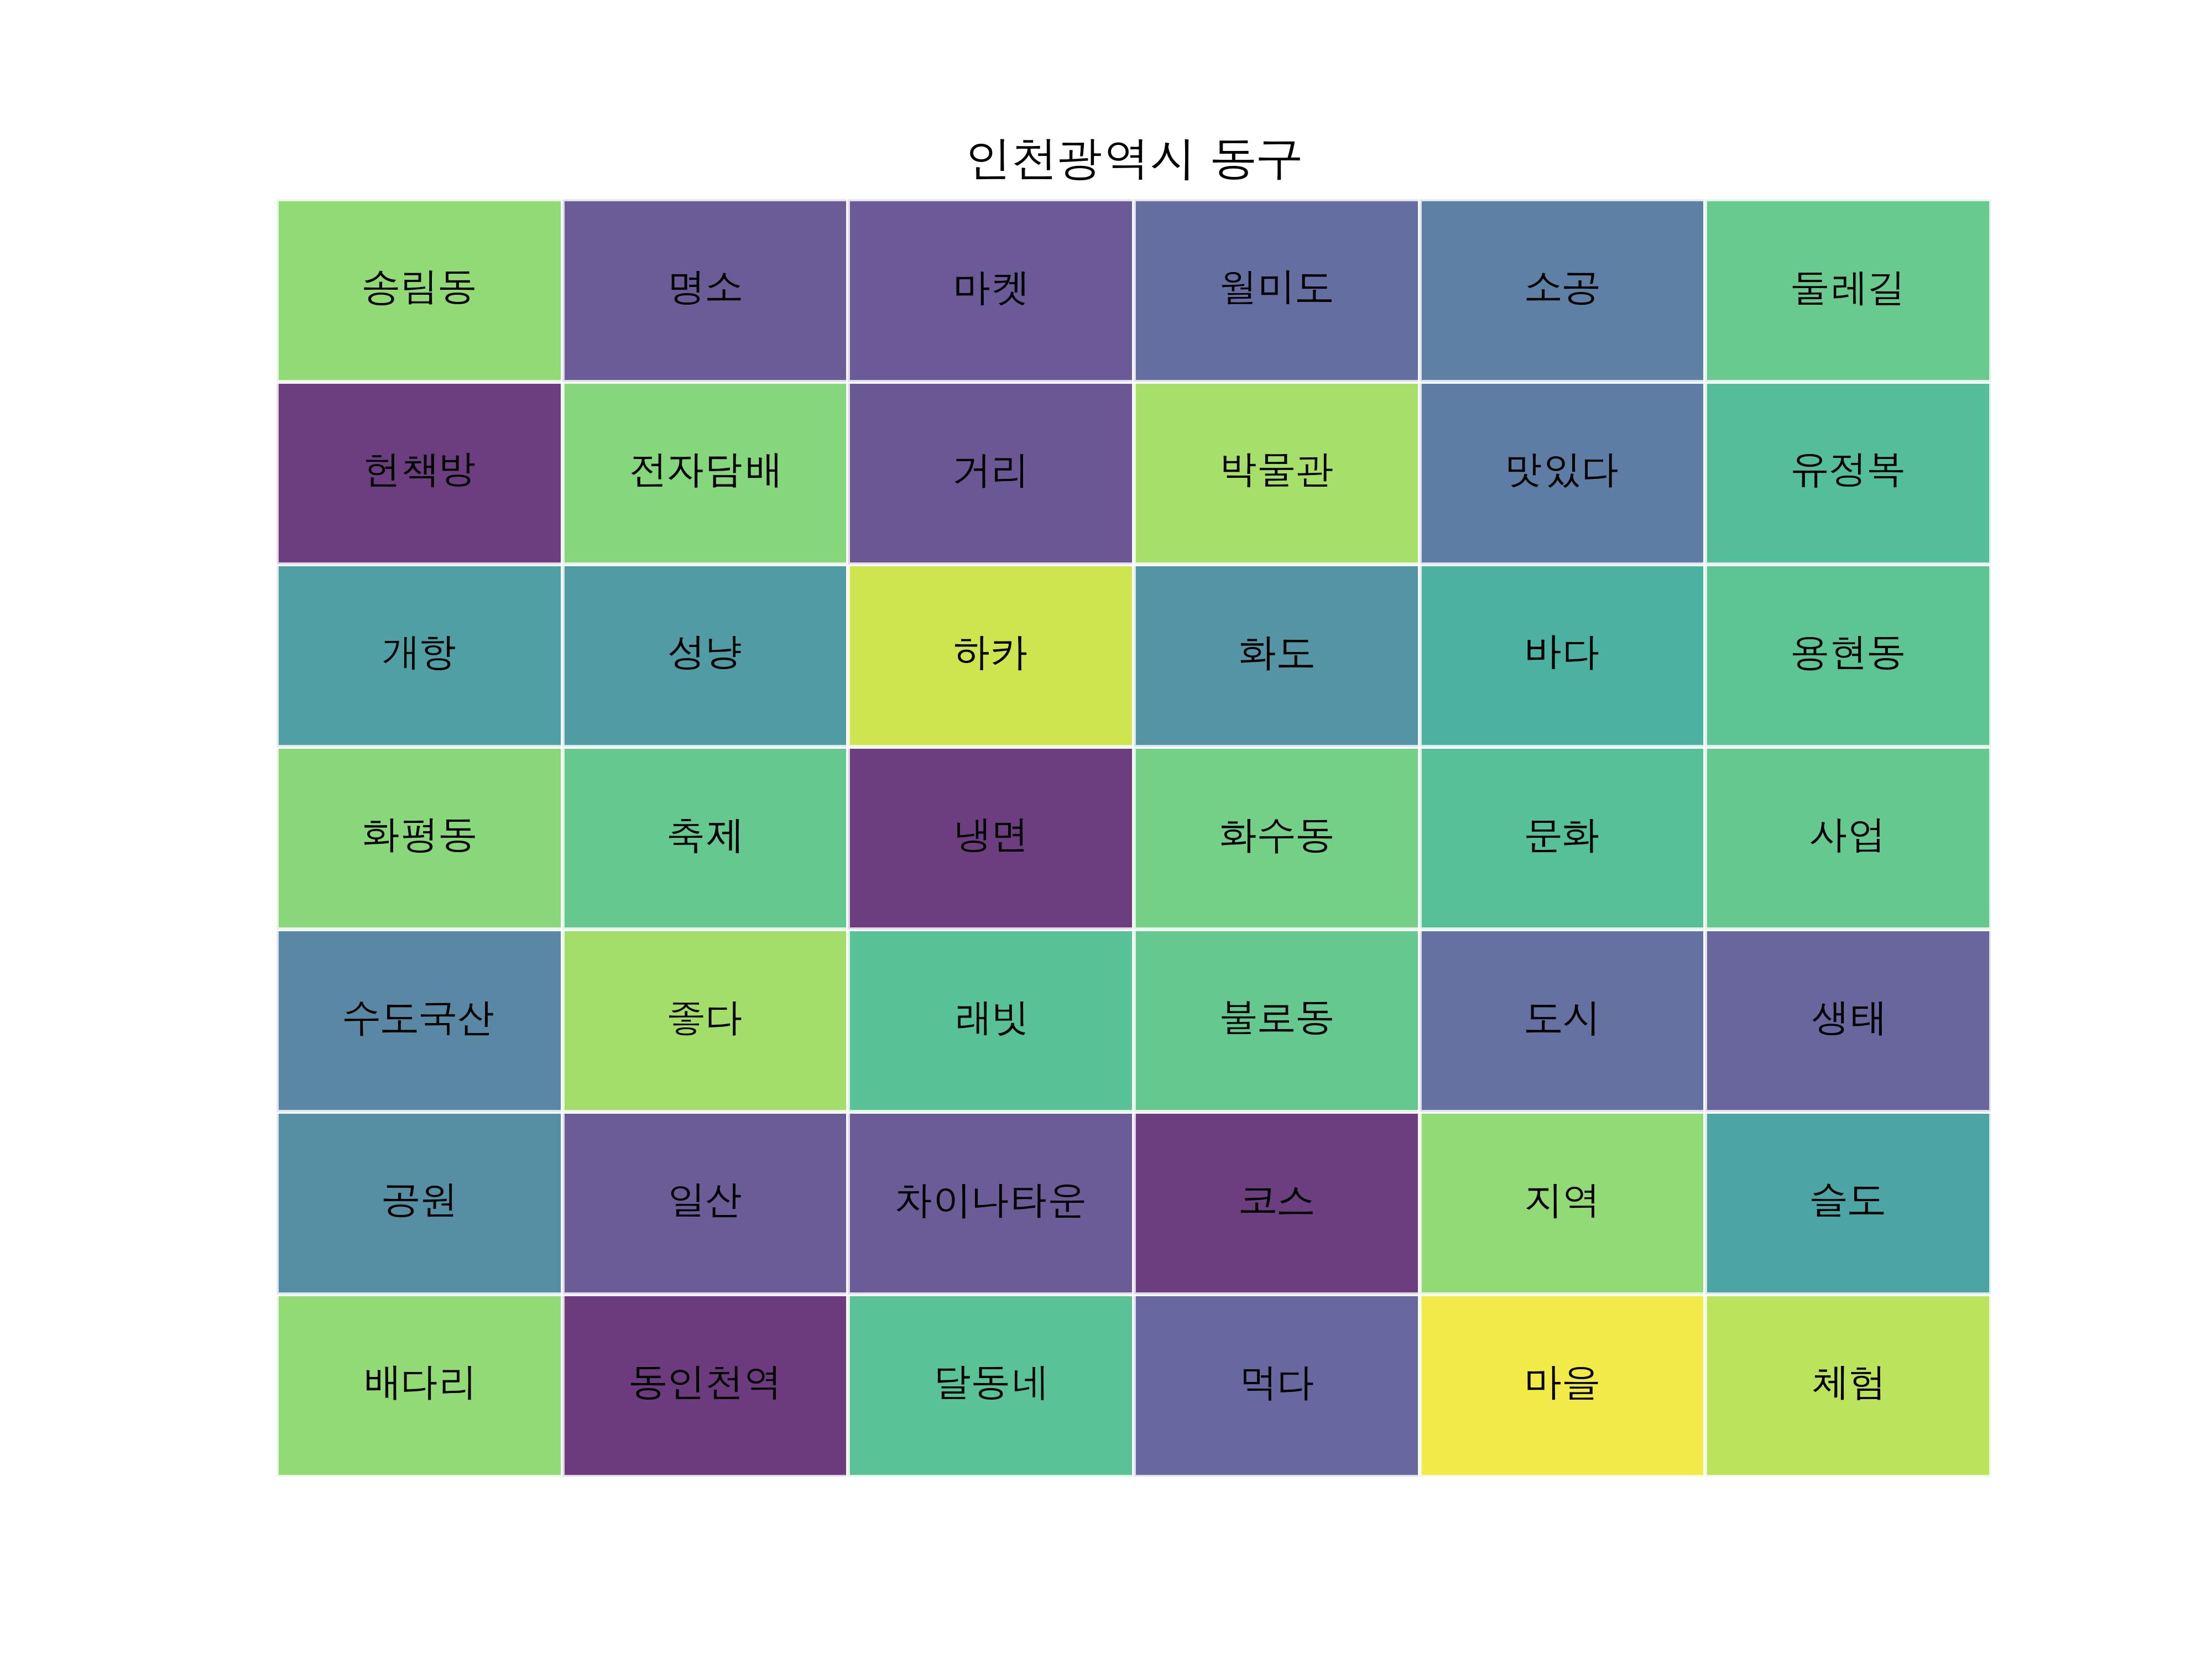 인천광역시 동구
송림동 명소 마켓 월미도 소공 둘레길
헌책방 전자담배 거리 박물관 맛있다 유정복
개항 성냥 하카 화도 바다 용현동
화평동 축제 냉면 화수동 문화 사업
수도국산 좋다 래빗 불로동 도시 생태
공원 일산 차이나타운 코스 지역 슬도
배다리 동인천역 달동네 먹다 마을 체험